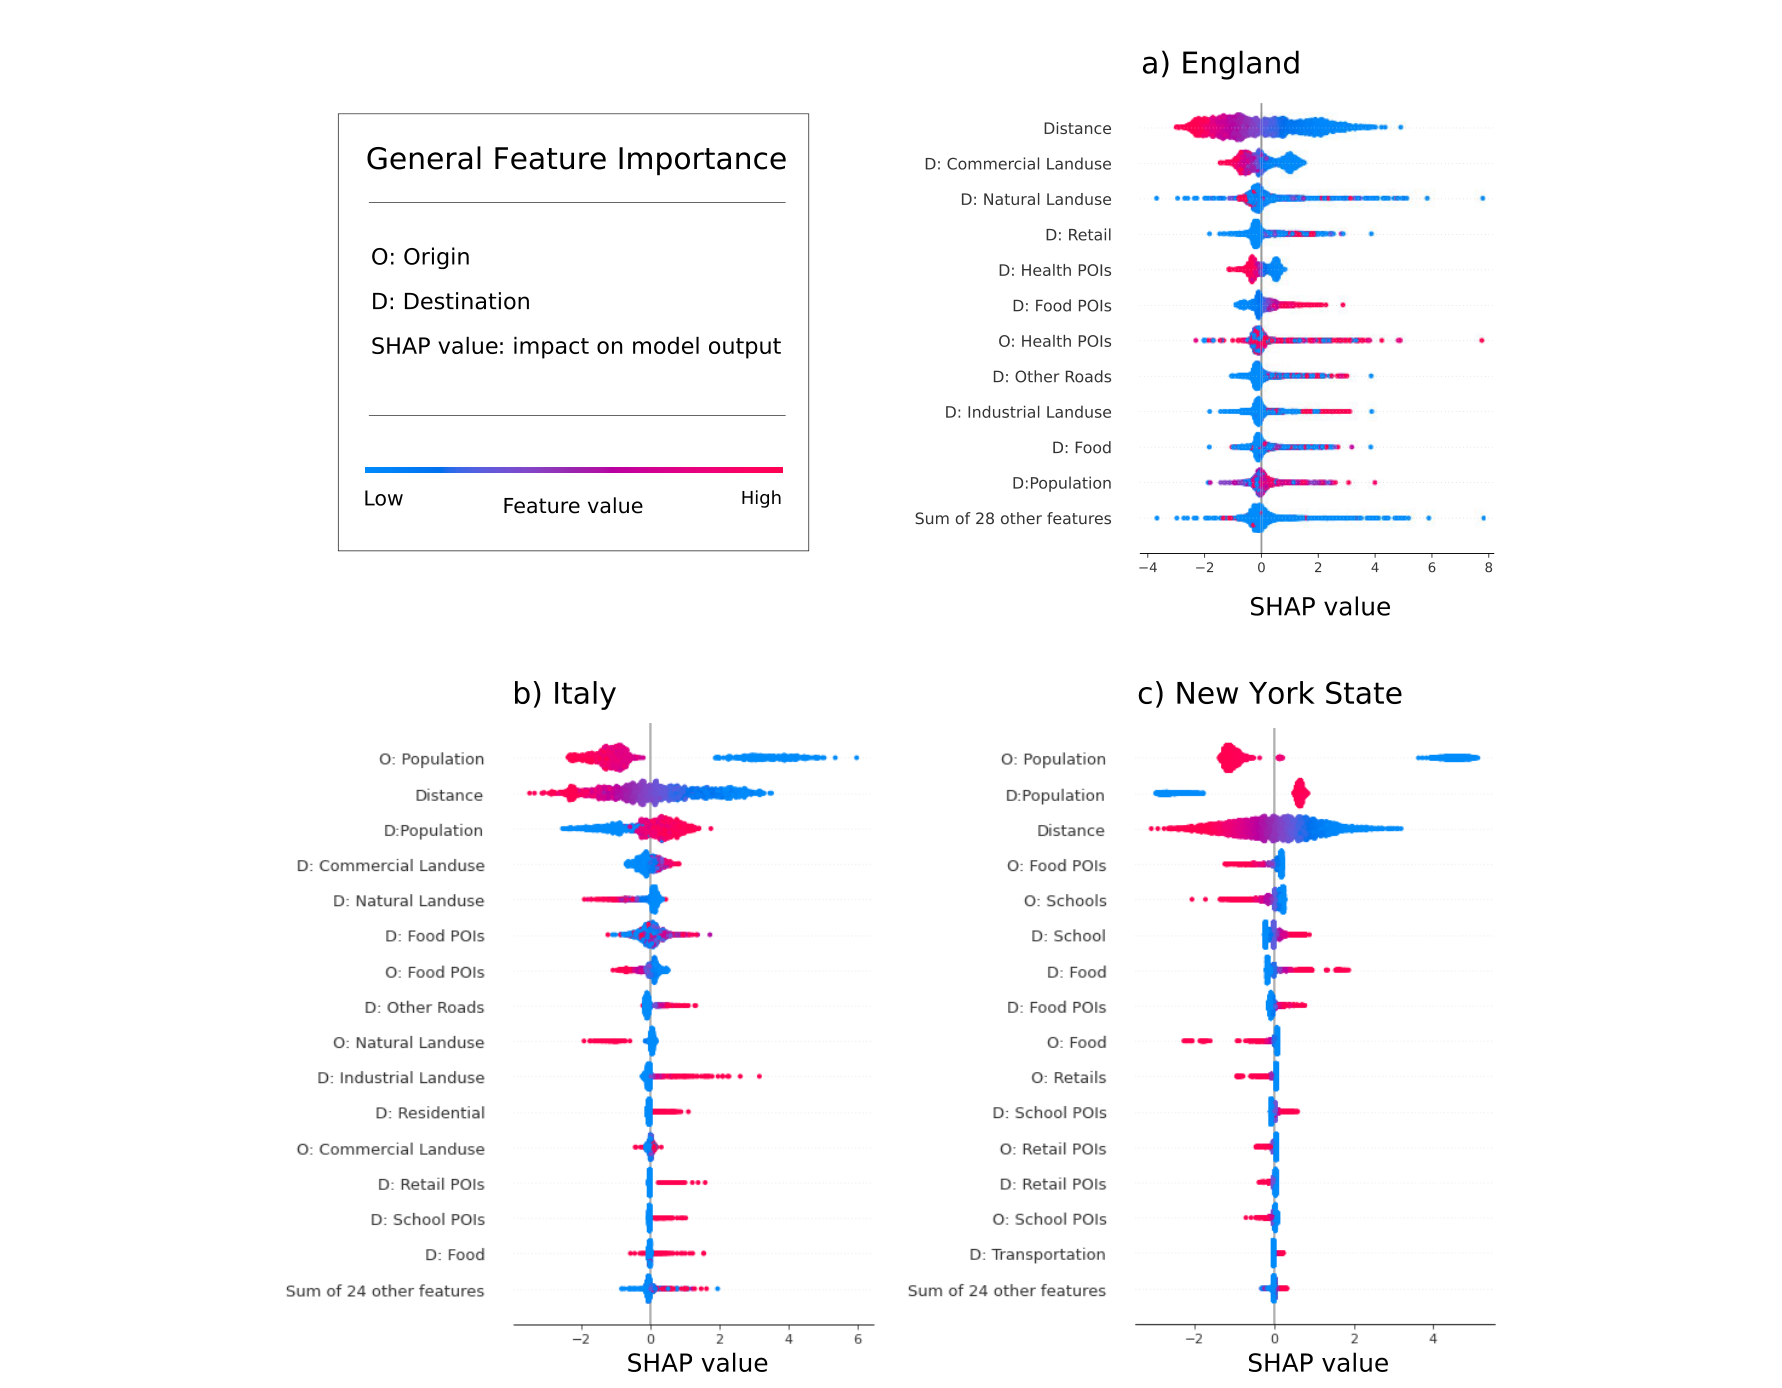 General Feature Importance
O: Origin
D: Destination
SHAP value: impact on model output
Low
Feature value
High
a) England
Distance
D: Commercial Landuse
D: Natural Landuse
D: Retail
D: Health POIs
D: Food POIs
O: Health POIs
D: Other Roads
D: Industrial Landuse
D: Food
D:Population
Sum of 28 other features
−4 −2 0 2 4 6 8
SHAP value
b) Italy
O: Population
Distance
D:Population
D: Commercial Landuse
D: Natural Landuse
D: Food POIs
O: Food POIs
D: Other Roads
O: Natural Landuse
D: Industrial Landuse
D: Residential
O: Commercial Landuse
D: Retail POIs
D: School POIs
D: Food
Sum of 24 other features
−2 0 2 4 6
SHAP value
c) New York State
O: Population
D:Population
Distance
O: Food POIs
O: Schools
D: School
D: Food
D: Food POIs
O: Food
O: Retails
D: School POIs
O: Retail POIs
D: Retail POIs
O: School POIs
D: Transportation
Sum of 24 other features
−2 0 2 4
SHAP value